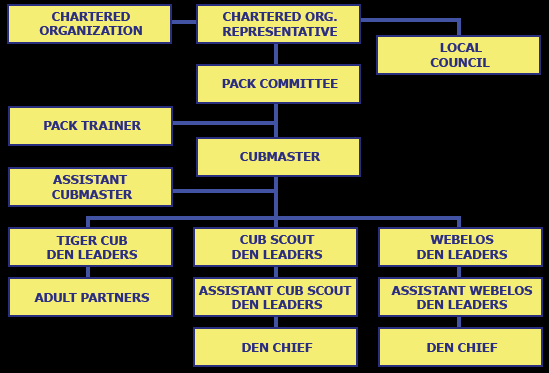 CHARTERED
ORGANIZATION
CHARTERED ORG.
REPRESENTATIVE
LOCAL
COUNCIL
PACK COMMITTEE
PACK TRAINER
CUBMASTER
ASSISTANT
CUBMASTER
TIGER CUB
DEN LEADERS
CUB SCOUT
DEN LEADERS
WEBELOS
DEN LEADERS
ADULT PARTNERS
ASSISTANT CUB SCOUT
DEN LEADERS
ASSISTANT WEBELOS
DEN LEADERS
DEN CHIEF
DEN CHIEF